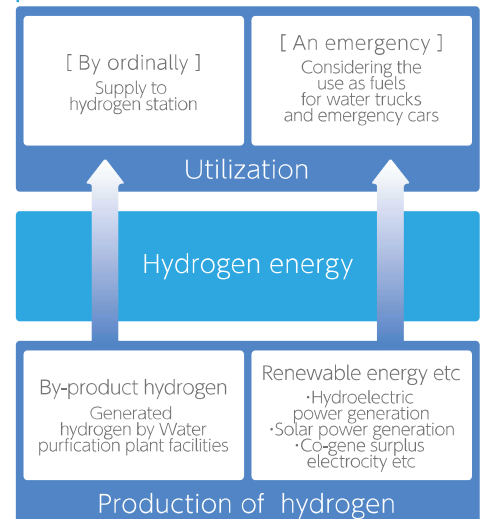 [ By ordinally ]
Supply to
hydrogen station
[ An emergency ]
Considering the
use as fuels
for water trucks
and emergency cars
Utilization
Hydrogen energy
By-product hydrogen
Generated
hydrogen by Water
purfication plant facilities
Renewable energy etc
・Hydroelectric
power generation
・Solar power generation
・Co-gene surplus
electrocity etc
Production of hydrogen